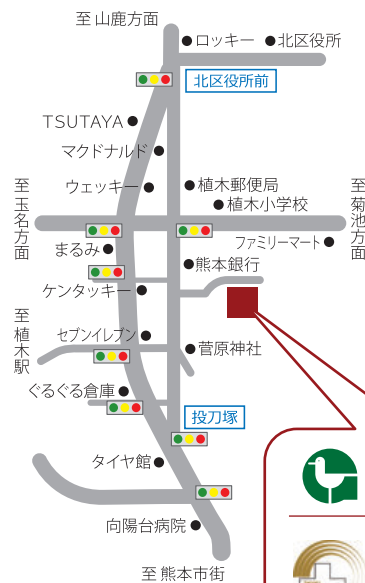 至 山鹿方面
ロッキー
北区役所
北区役所前
TSUTAYA
マクドナルド
ウェッキー
植木郵便局
植木小学校
至玉名方面
至菊池方面
ファミリーマート
まるみ
熊本銀行
ケンタッキー
至植木駅
セブンイレブン
菅原神社
ぐるぐる倉庫
投刀塚
タイヤ館
向陽台病院
至 熊本市街